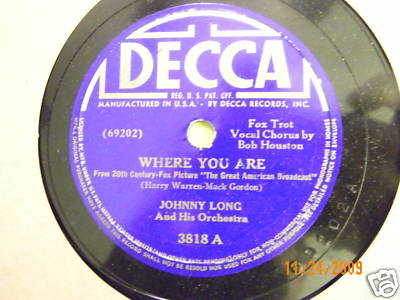 DECCA
REG. U. S. PAT. OFF.
MANUFACTURED IN U.S.A. - BY DECCA RECORDS, INC.
(69202)
Fox Trot
Vocal Chorus by
Bob Houston
WHERE YOU ARE
From 20th Century-Fox Picture "The Great American Broadcast"
(Harry Warren-Mack Gordon)
JOHNNY LONG
And His Orchestra
3818 A
11/24/2009